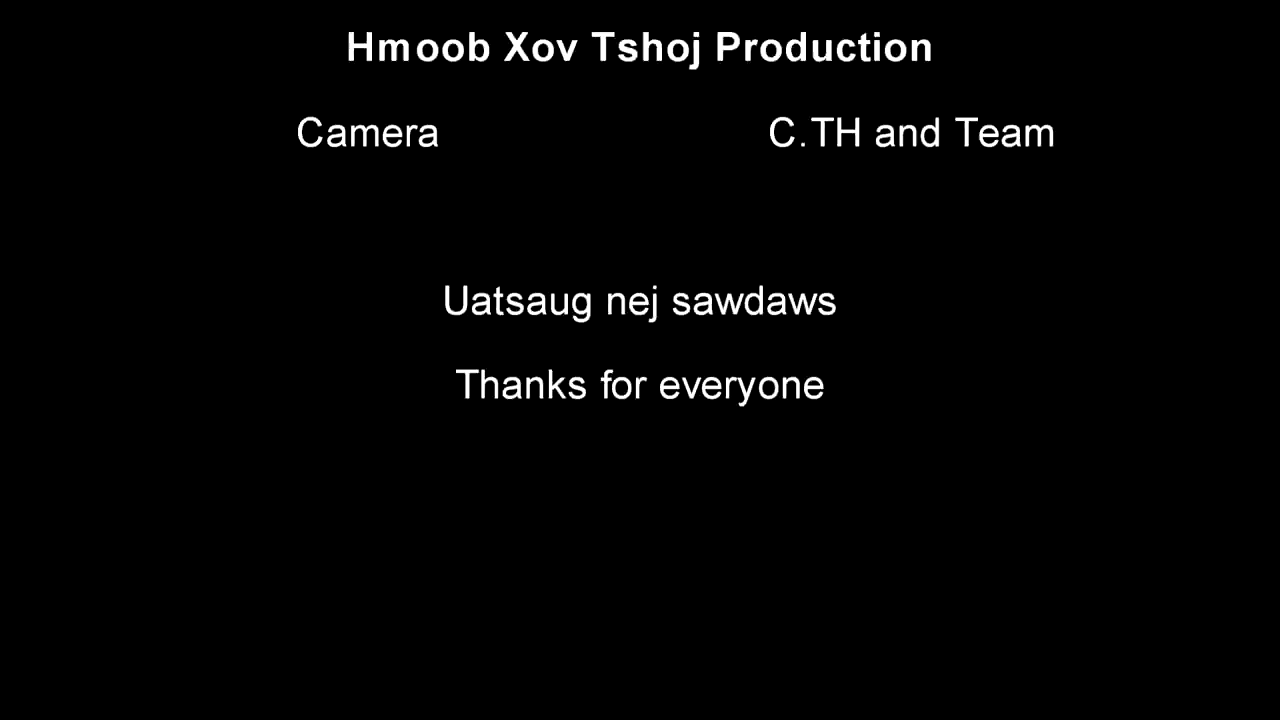 Hmoob Xov Tshoj Production
Camera C.TH and Team
Uatsaug nej sawdaws
Thanks for everyone